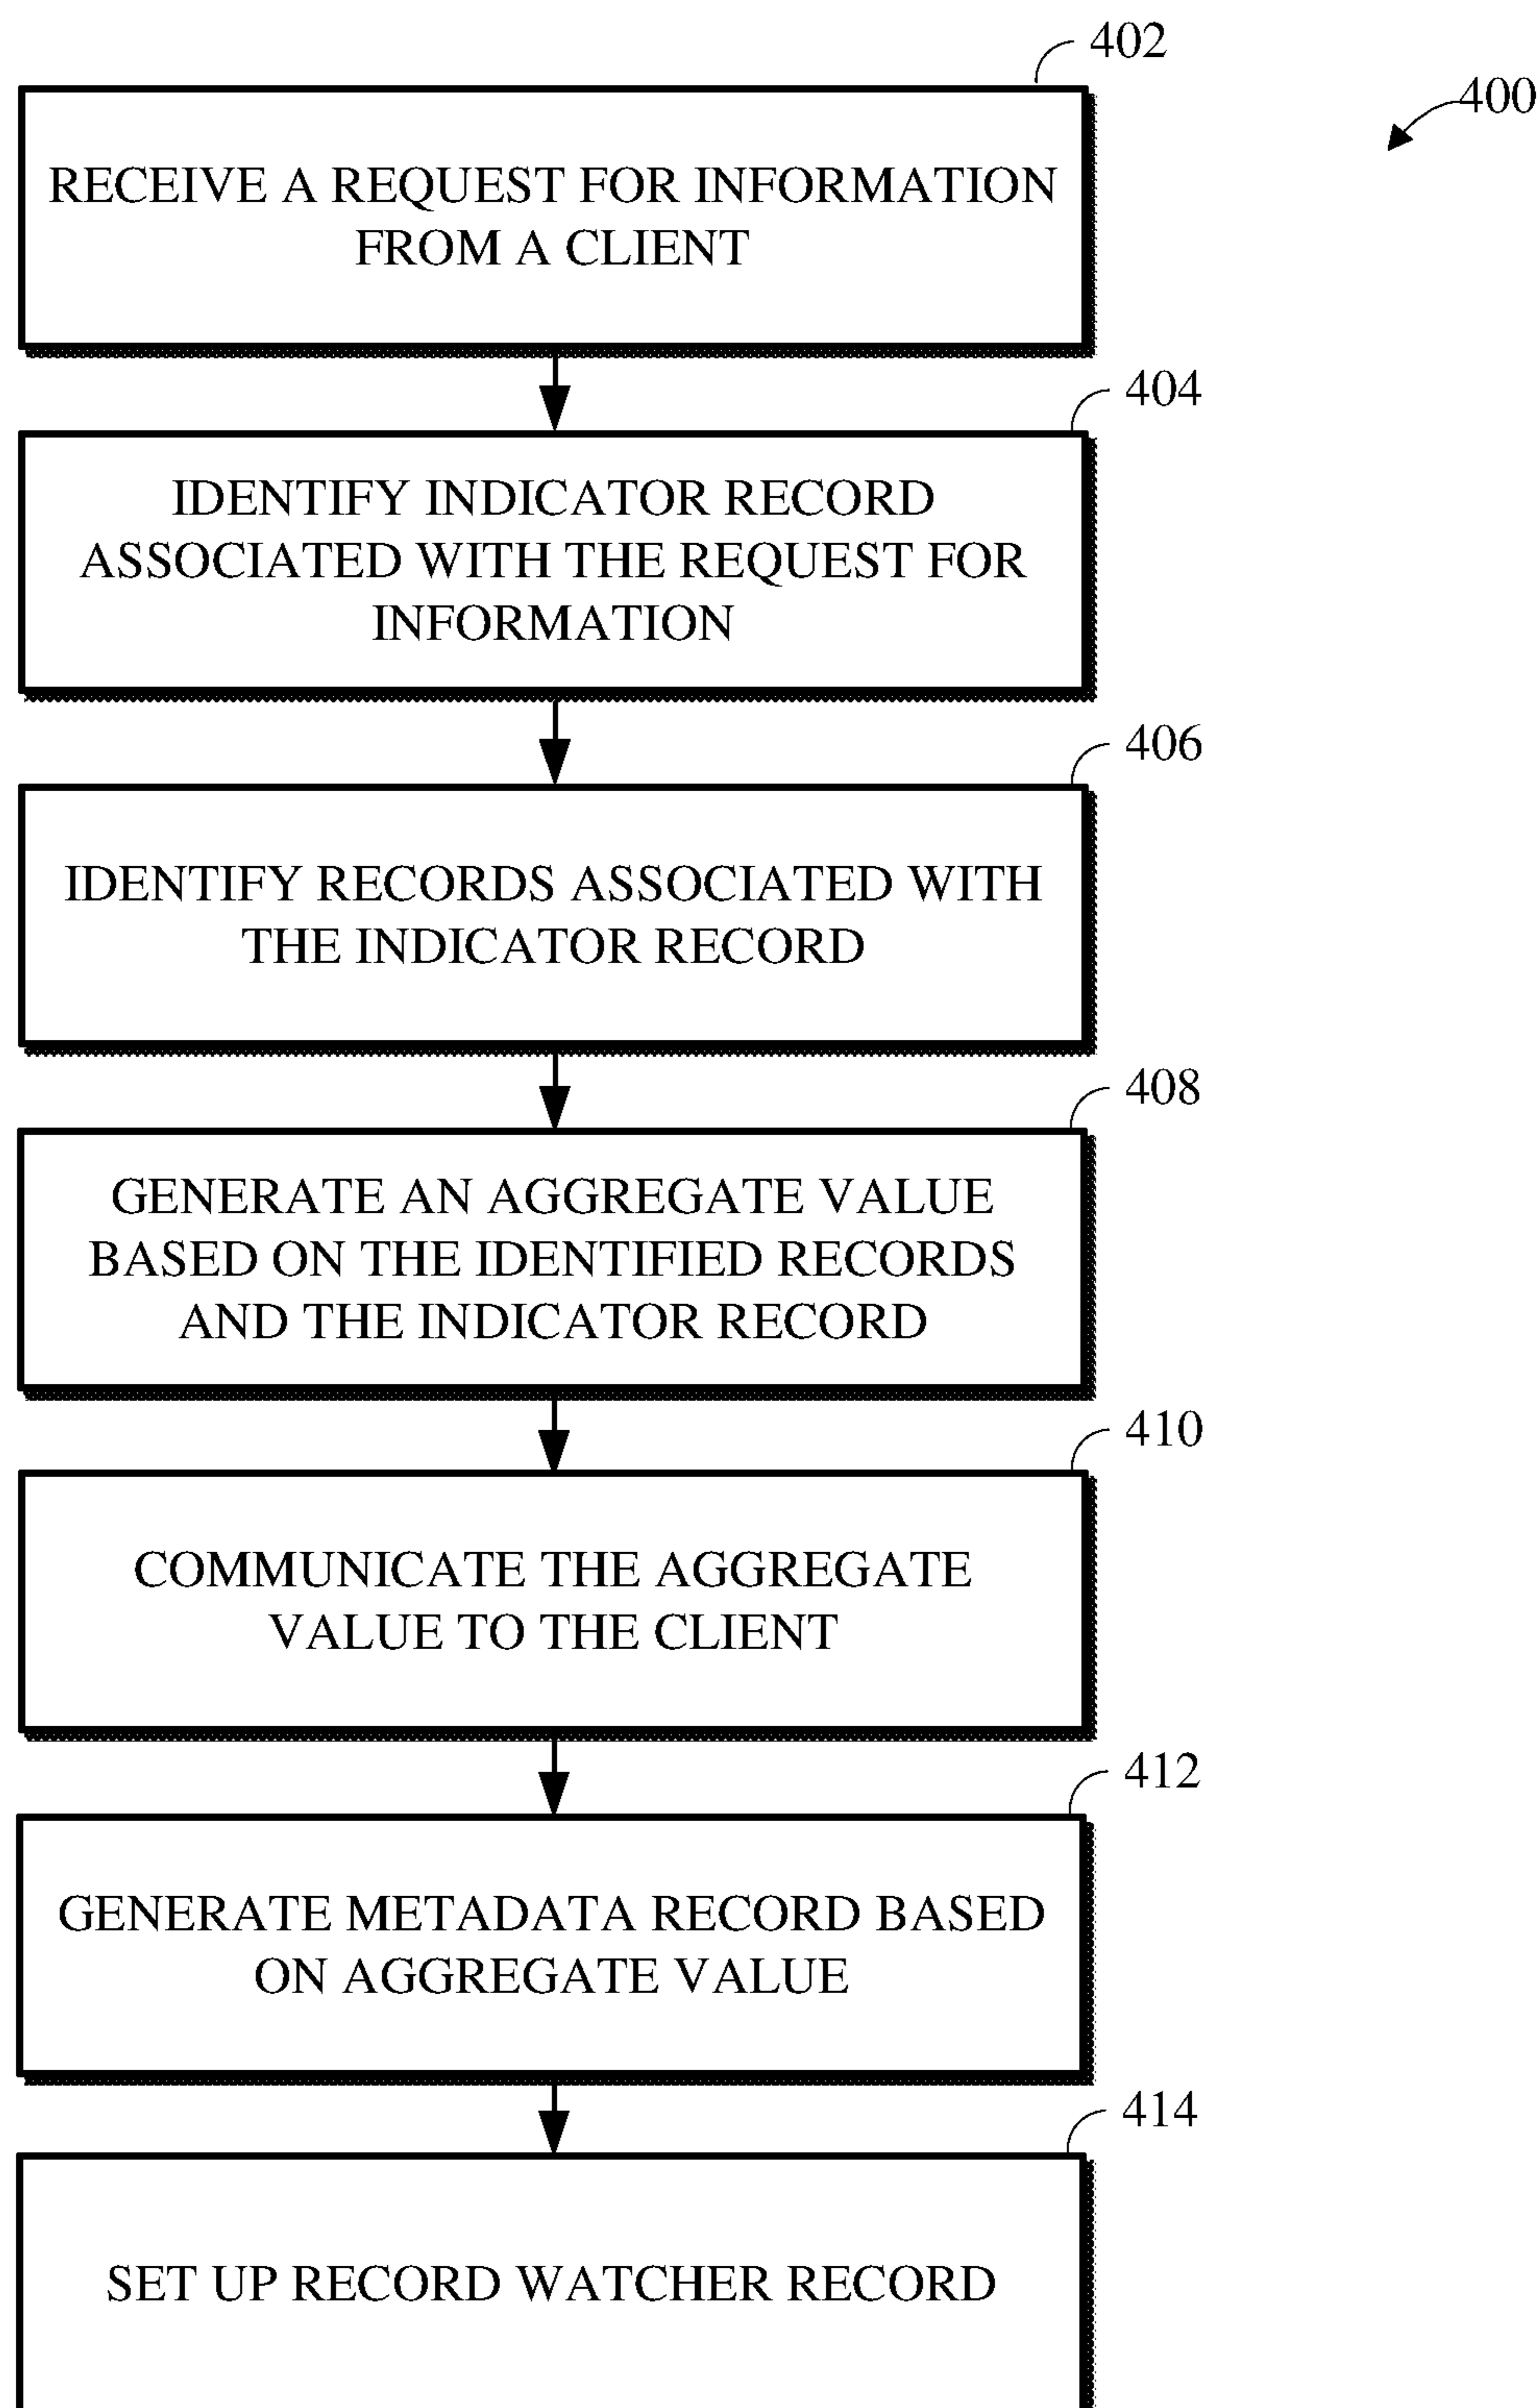 402
400
RECEIVE A REQUEST FOR INFORMATION
FROM A CLIENT
404
IDENTIFY INDICATOR RECORD
ASSOCIATED WITH THE REQUEST FOR
INFORMATION
406
IDENTIFY RECORDS ASSOCIATED WITH
THE INDICATOR RECORD
408
GENERATE AN AGGREGATE VALUE
BASED ON THE IDENTIFIED RECORDS
AND THE INDICATOR RECORD
410
COMMUNICATE THE AGGREGATE
VALUE TO THE CLIENT
412
GENERATE METADATA RECORD BASED
ON AGGREGATE VALUE
414
SET UP RECORD WATCHER RECORD